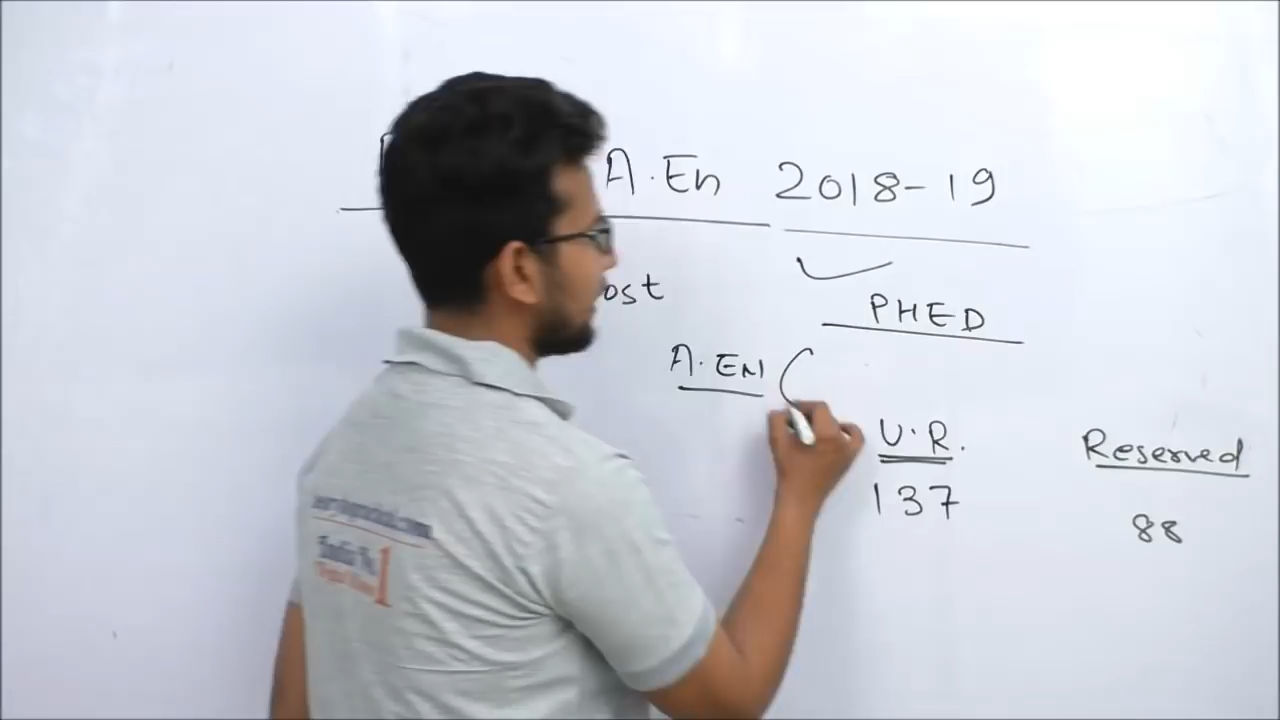 A.En 2018-19
ost
PHED
A.EN (
U.R. Reserved
137 88